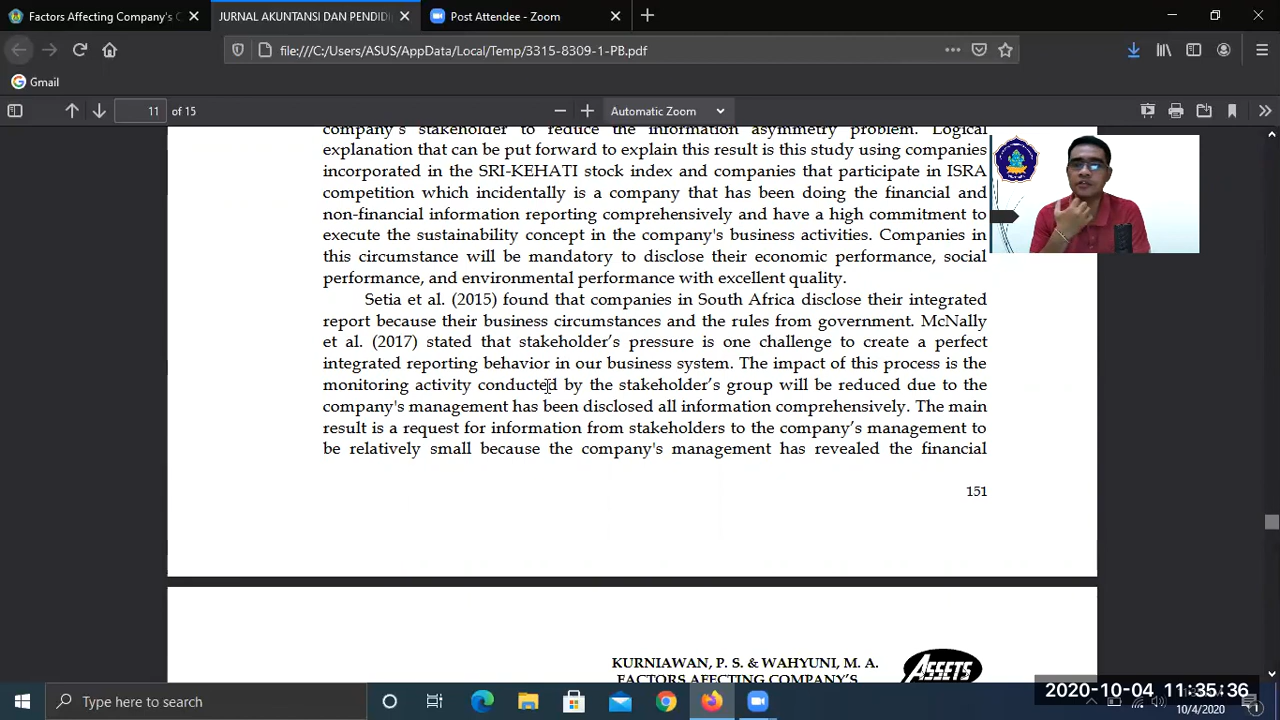 Factors Affecting Company's C
JURNAL AKUNTANSI DAN PENDIDI
Post Attendee - Zoom
file:///C:/Users/ASUS/AppData/Local/Temp/3315-8309-1-PB.pdf
Gmail
11 of 15
Automatic Zoom
company's stakeholder to reduce the information asymmetry problem. Logical
explanation that can be put forward to explain this result is this study using companies
incorporated in the SRI-KEHATI stock index and companies that participate in ISRA
competition which incidentally is a company that has been doing the financial and
non-financial information reporting comprehensively and have a high commitment to
execute the sustainability concept in the company's business activities. Companies in
this circumstance will be mandatory to disclose their economic performance, social
performance, and environmental performance with excellent quality.
Setia et al. (2015) found that companies in South Africa disclose their integrated
report because their business circumstances and the rules from government. McNally
et al. (2017) stated that stakeholder's pressure is one challenge to create a perfect
integrated reporting behavior in our business system. The impact of this process is the
monitoring activity conducted by the stakeholder's group will be reduced due to the
company's management has been disclosed all information comprehensively. The main
result is a request for information from stakeholders to the company's management to
be relatively small because the company's management has revealed the financial
151
KURNIAWAN, P. S. & WAHYUNI, M. A.
FACTORS AFFECTING COMPANY'S
ASSETS
Type here to search
2020-10-04 11:35:36
10/4/2020